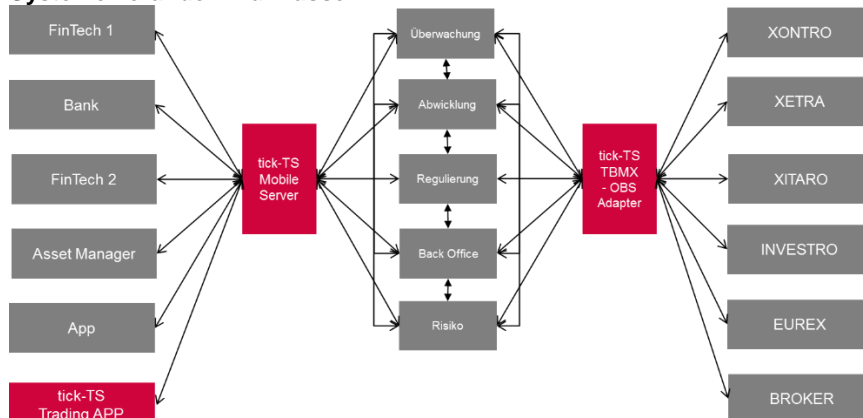 FinTech 1
Bank
FinTech 2
Asset Manager
App
tick-TS
Trading APP
tick-TS
Mobile
Server
Überwachung
Abwicklung
Regulierung
Back Office
Risiko
tick-TS
TBMX
- OBS
Adapter
XONTRO
XETRA
XITARO
INVESTRO
EUREX
BROKER